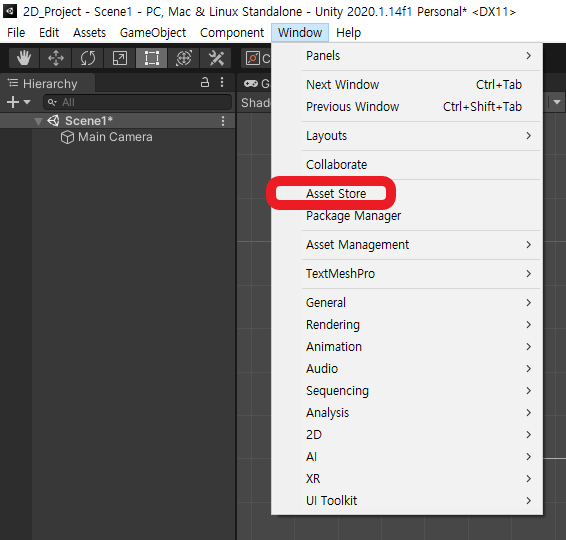 2D_Project - Scene1 - PC, Mac & Linux Standalone - Unity 2020.1.14f1 Personal* <DX11>
File Edit Assets GameObject Component Window Help
Hierarchy
All
Scene1*
Main Camera
Panels
Next Window Ctrl+Tab
Previous Window Ctrl+Shift+Tab
Layouts
Collaborate
Asset Store
Package Manager
Asset Management
TextMeshPro
General
Rendering
Animation
Audio
Sequencing
Analysis
2D
AI
XR
UI Toolkit